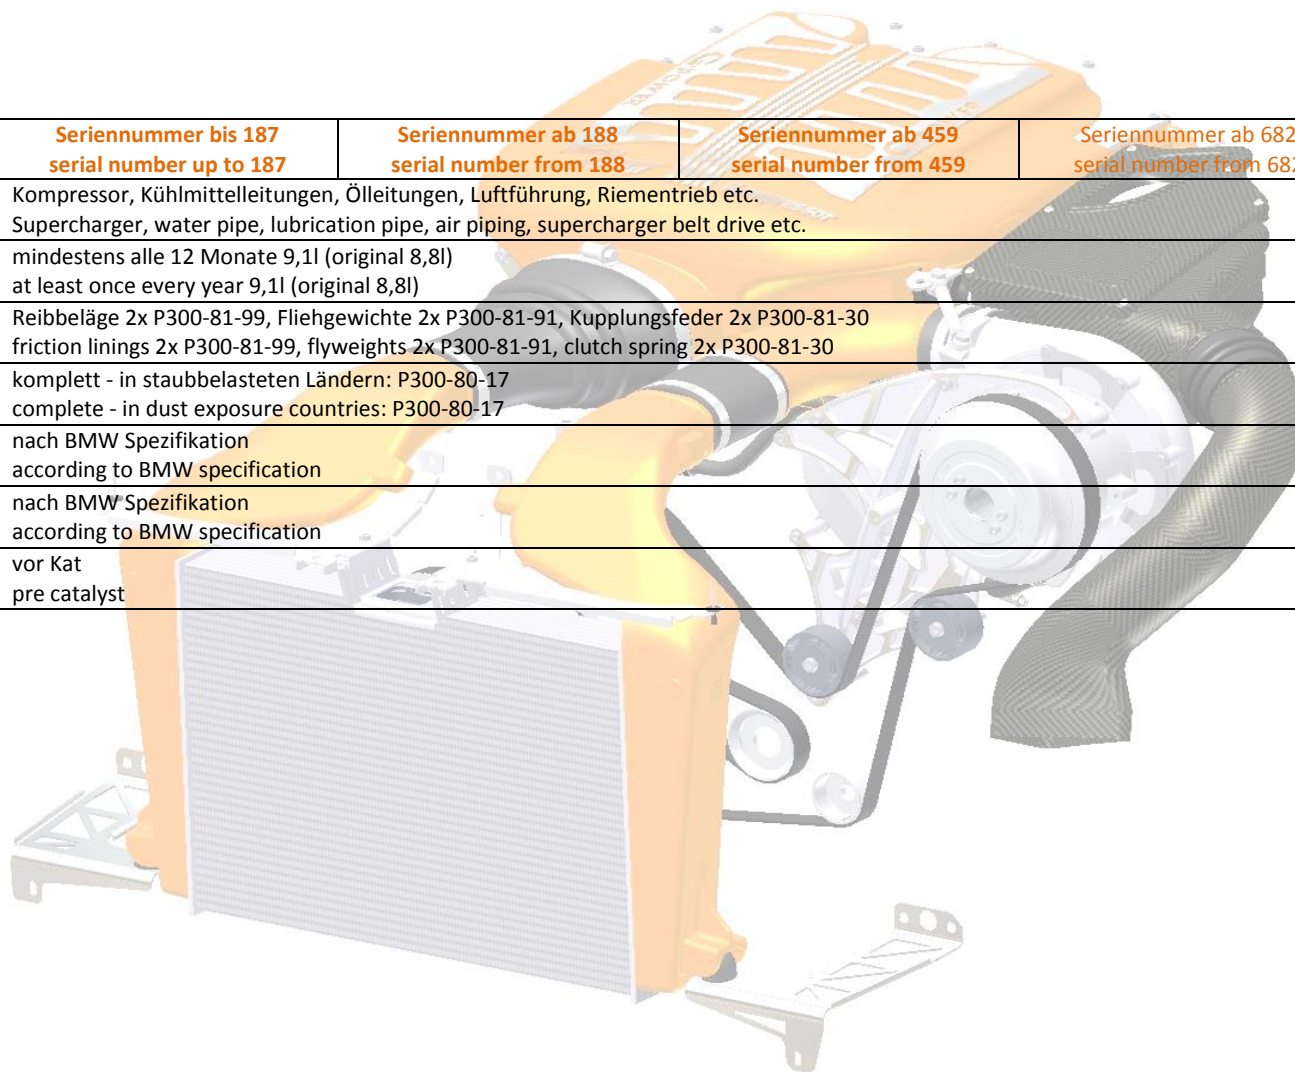 G-POWER
Seriennummer bis 187
serial number up to 187
Seriennummer ab 188
serial number from 188
Seriennummer ab 459
serial number from 459
Seriennummer ab 682
serial number from 682
Kompressor, Kühlmittelleitungen, Ölleitungen, Luftführung, Riementrieb etc.
Supercharger, water pipe, lubrication pipe, air piping, supercharger belt drive etc.
mindestens alle 12 Monate 9,1l (original 8,8l)
at least once every year 9,1l (original 8,8l)
Reibbeläge 2x P300-81-99, Fliehgewichte 2x P300-81-91, Kupplungsfeder 2x P300-81-30
friction linings 2x P300-81-99, flyweights 2x P300-81-91, clutch spring 2x P300-81-30
komplett - in staubbelasteten Ländern: P300-80-17
complete - in dust exposure countries: P300-80-17
nach BMW Spezifikation
according to BMW specification
nach BMW Spezifikation
according to BMW specification
vor Kat
pre catalyst